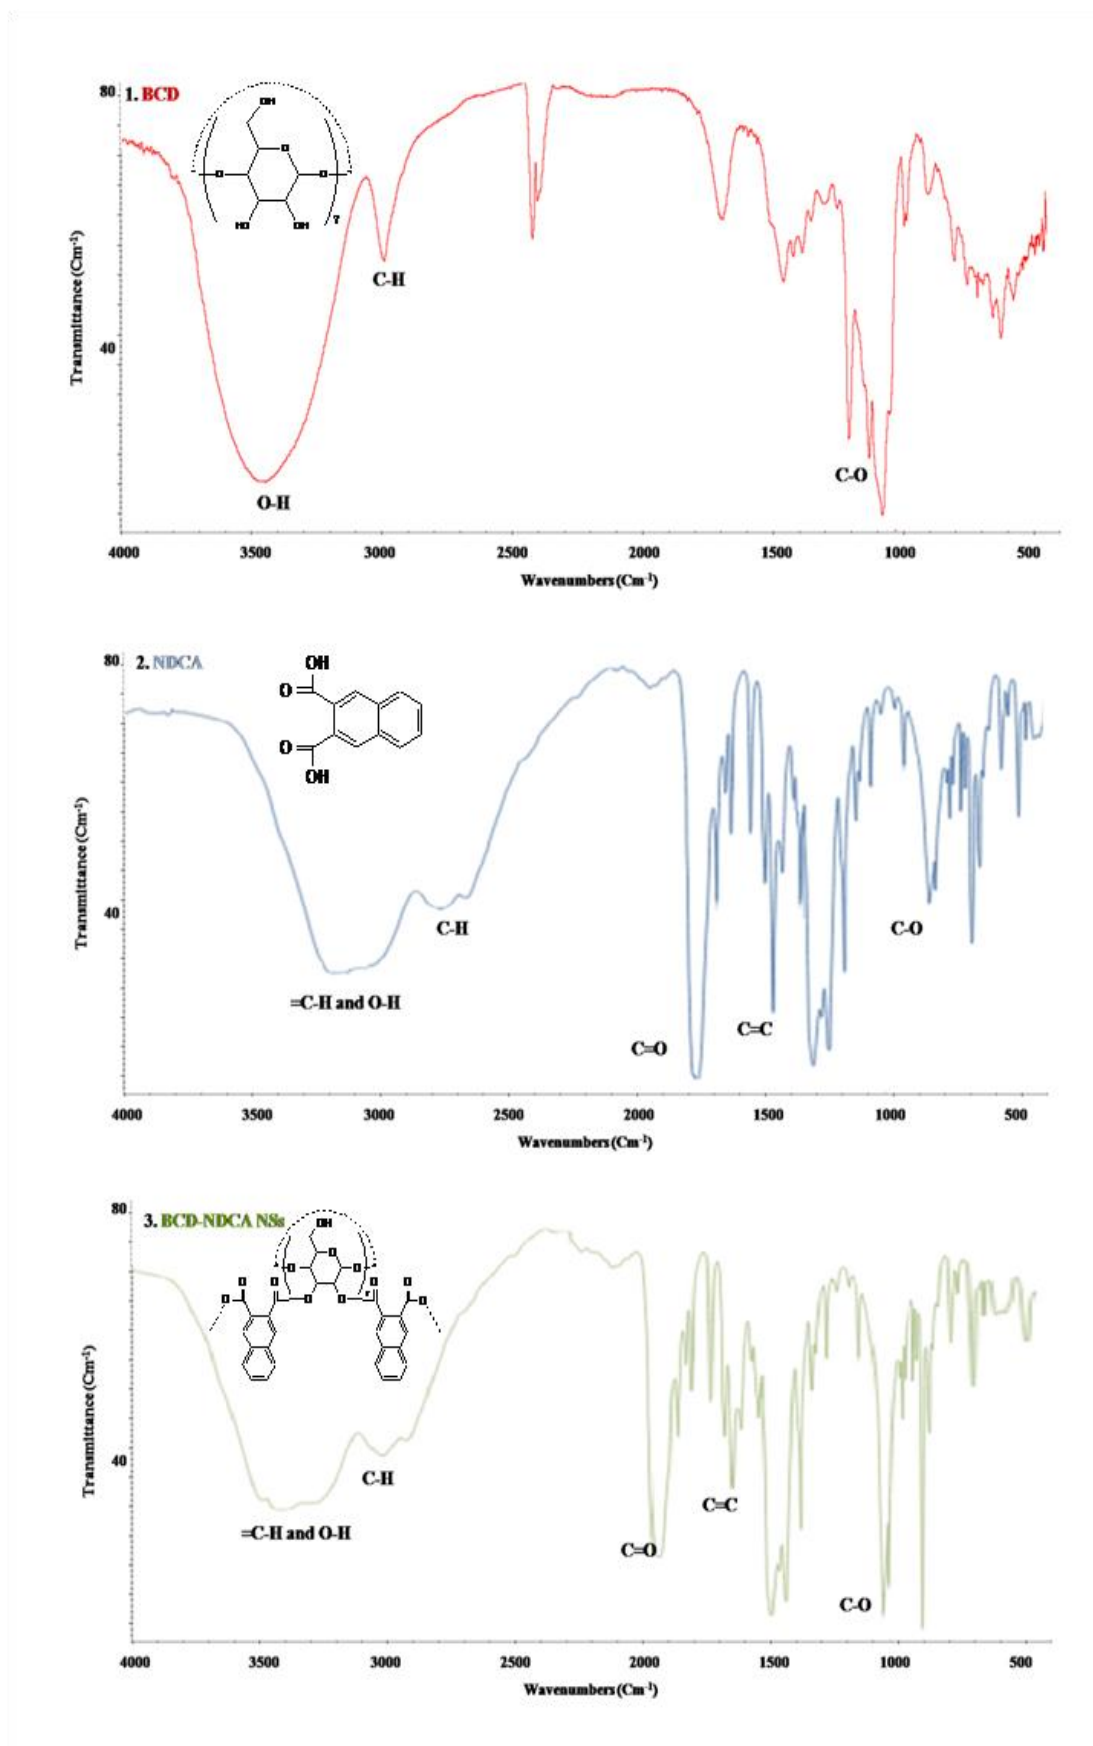 80
1. BCD
OH
O
O
O
HO
OH
7
C-H
Transmittance (Cm-1)
40
C-O
O-H
4000 3500 3000 2500 2000 1500 1000 500
Wavenumbers (Cm-1)
80
2. NDCA
OH
O
O
OH
40
Transmittance (Cm-1)
C-H
C-O
=C-H and O-H
C=C
C=O
4000 3500 3000 2500 2000 1500 1000 500
Wavenumbers (Cm-1)
80
3. BCD-NDCA NSs
OH
O
O O
O O O O
O O O O
40
Transmittance (Cm-1)
C-H
C=C
=C-H and O-H
C=O
C-O
4000 3500 3000 2500 2000 1500 1000 500
Wavenumbers (Cm-1)